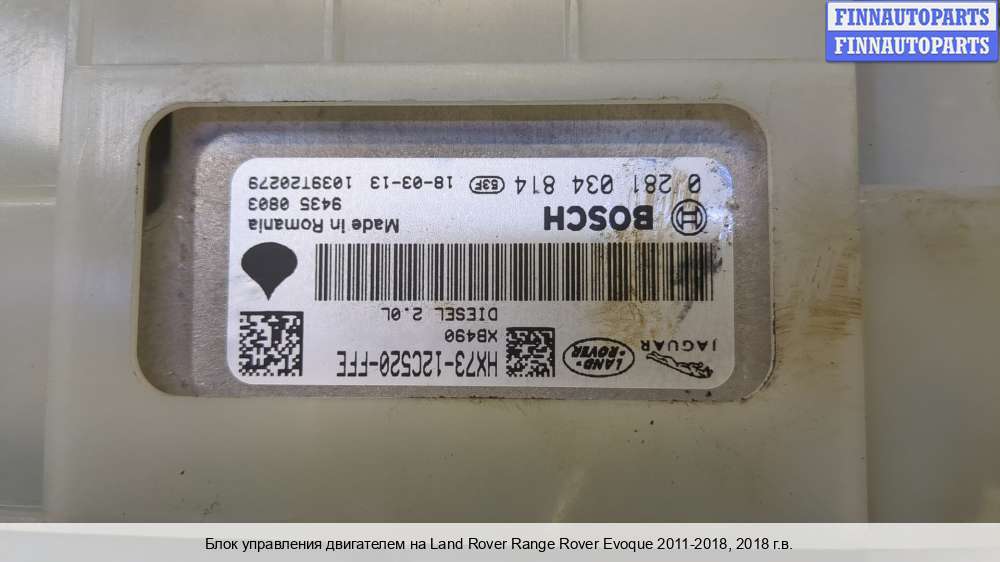 FINNAUTOPARTS
FINNAUTOPARTS
JAGUAR
LAND-
ROVER
HX73-12C520-FFE
XB490
DIESEL 2.0L
BOSCH
Made in Romania
9435 0803
0 281 034 814 53F 18-03-13 1039T20279
Блок управления двигателем на Land Rover Range Rover Evoque 2011-2018, 2018 г.в.